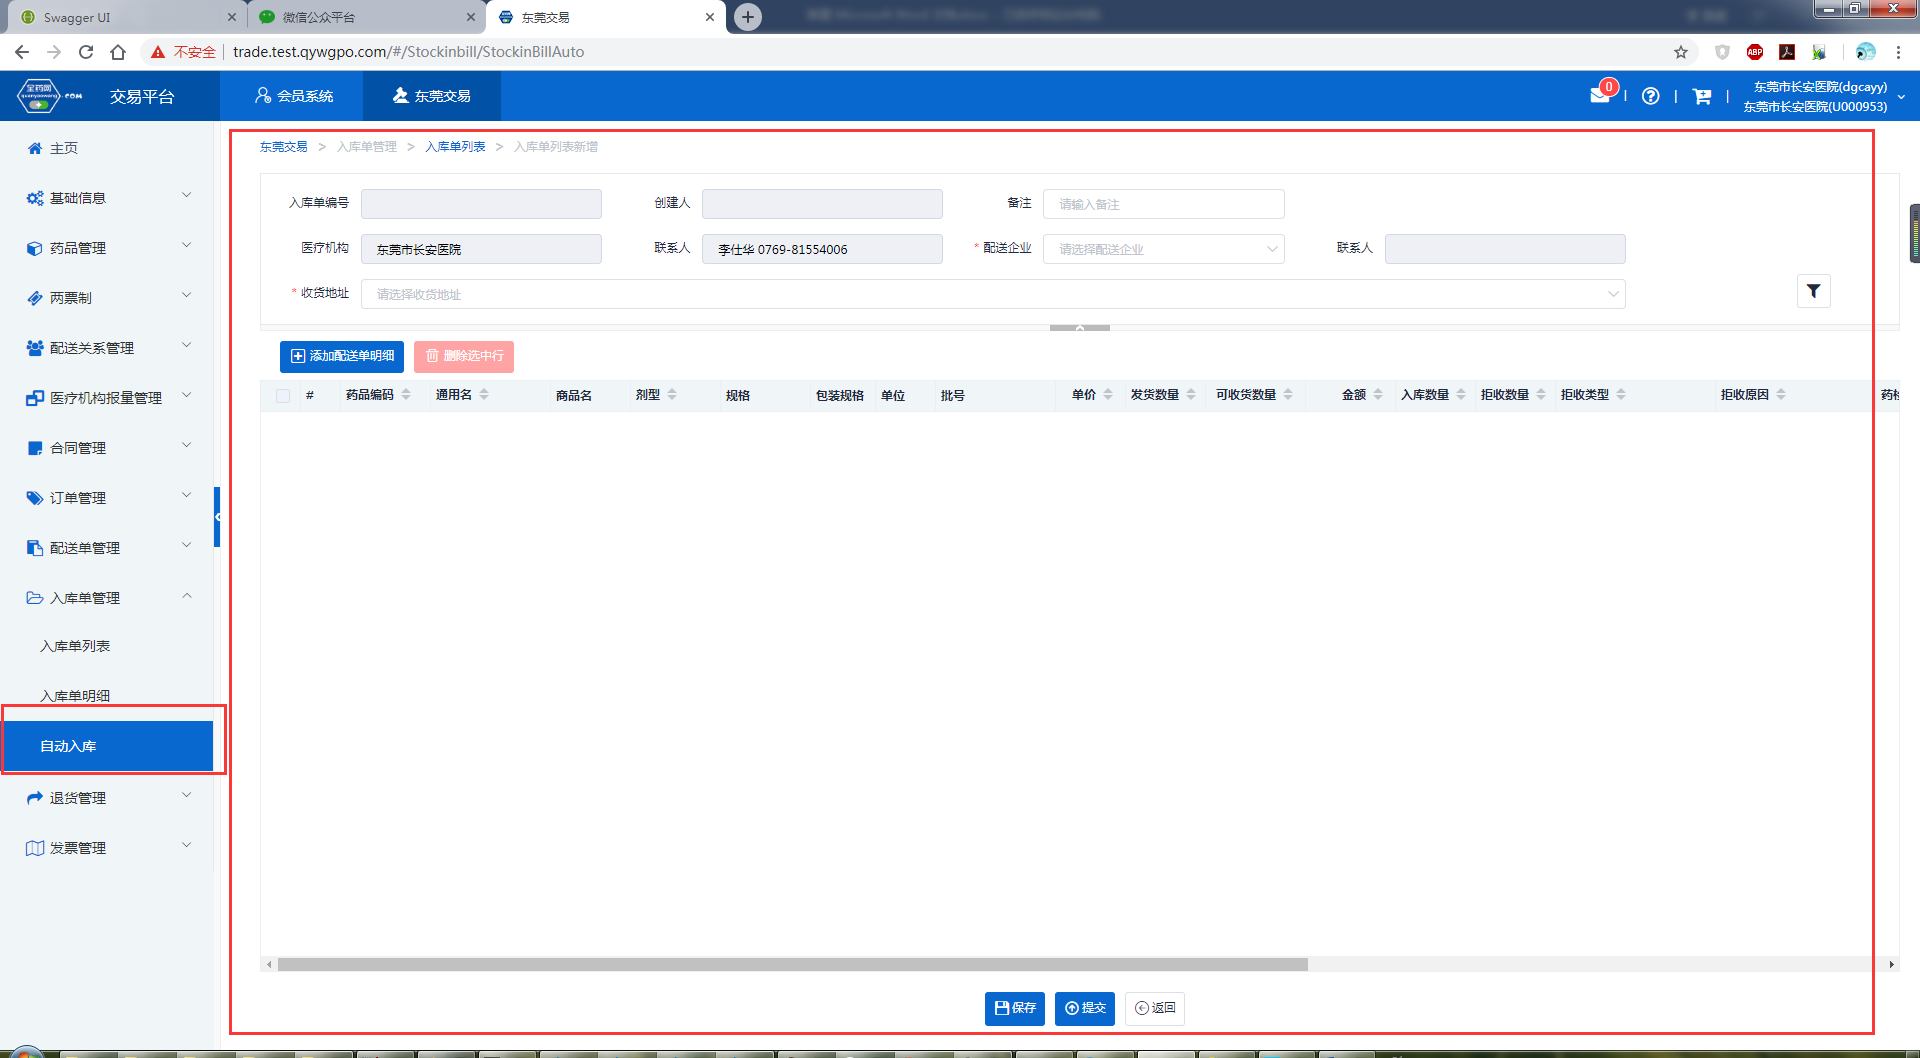 Swagger UI
微信公众平台
东莞交易
不安全
trade.test.qywgpo.com/#/Stockinbill/StockinBillAuto
ABP
全药网
quanyaowang
.COM
交易平台
会员系统
东莞交易
0
东莞市长安医院(dgcayy)
东莞市长安医院(U000953)
主页
基础信息
药品管理
两票制
配送关系管理
医疗机构报量管理
合同管理
订单管理
配送单管理
入库单管理
入库单列表
入库单明细
自动入库
退货管理
发票管理
东莞交易 > 入库单管理 > 入库单列表 > 入库单列表新增
入库单编号 创建人 备注 请输入备注
医疗机构 东莞市长安医院 联系人 李仕华 0769-81554006 * 配送企业 请选择配送企业 联系人
* 收货地址 请选择收货地址
添加配送单明细 删除选中行
# 药品编码 通用名 商品名 剂型 规格 包装规格 单位 批号 单价 发货数量 可收货数量 金额 入库数量 拒收数量 拒收类型 拒收原因 药检
保存 提交 返回